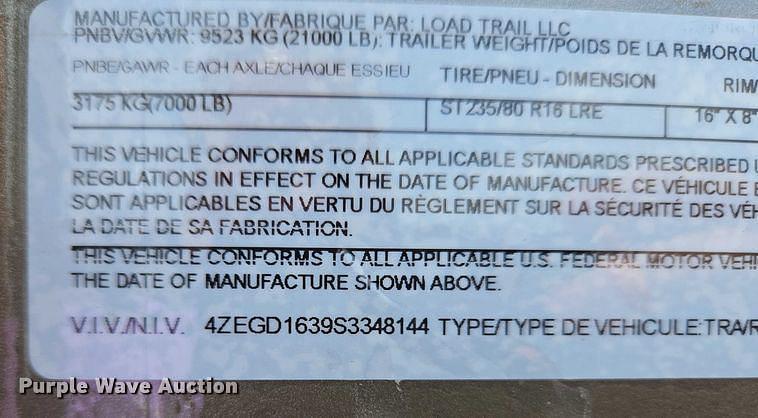 MANUFACTURED BY/FABRIQUE PAR: LOAD TRAIL LLC
PNBV/GVWR: 9523 KG (21000 LB); TRAILER WEIGHT/POIDS DE LA REMORQU
PNBE/GAWR - EACH AXLE/CHAQUE ESSIEU TIRE/PNEU - DIMENSION RIM/
3175 KG(7000 LB) ST235/80 R16 LRE 16" X 8"
THIS VEHICLE CONFORMS TO ALL APPLICABLE STANDARDS PRESCRIBED U
REGULATIONS IN EFFECT ON THE DATE OF MANUFACTURE. CE VÉHICULE E
SONT APPLICABLES EN VERTU DU RÈGLEMENT SUR LA SÉCURITÉ DES VÉH
LA DATE DE SA FABRICATION.
THIS VEHICLE CONFORMS TO ALL APPLICABLE U.S. FEDERAL MOTOR VEHI
THE DATE OF MANUFACTURE SHOWN ABOVE.
V.I.V./N.I.V. 4ZEGD1639S3348144 TYPE/TYPE DE VEHICULE:TRA/R
Purple Wave Auction